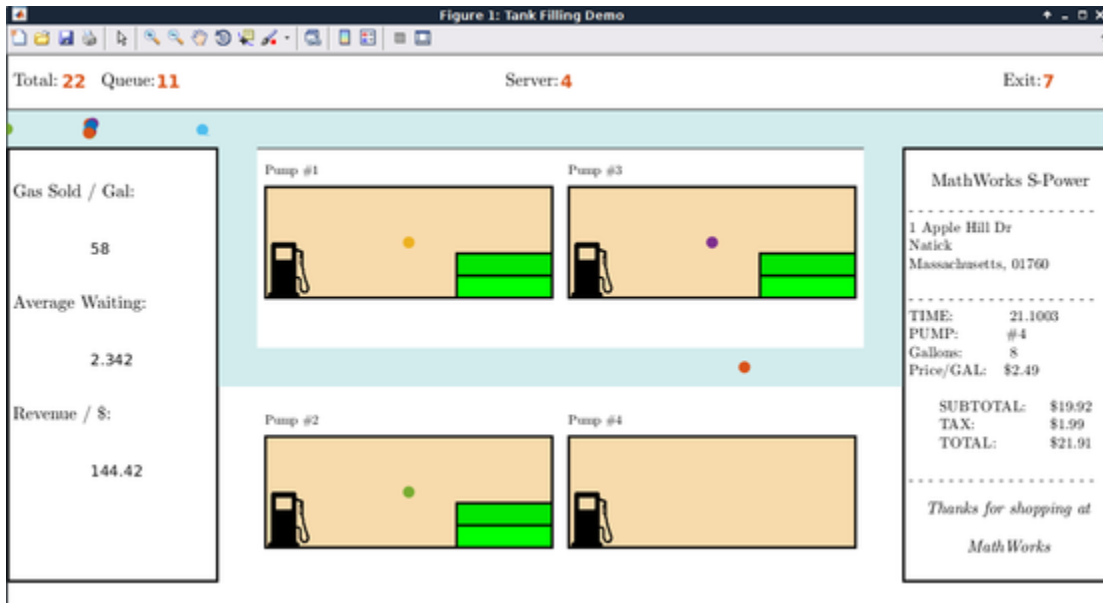 Figure 1: Tank Filling Demo
Total: 22 Queue: 11 Server: 4 Exit: 7
Gas Sold / Gal:
58
Average Waiting:
2.342
Revenue / $:
144.42
Pump #1
Pump #3
Pump #2
Pump #4
MathWorks S-Power
- - - - - - - - - - - - - - - - - - -
1 Apple Hill Dr
Natick
Massachusetts, 01760
- - - - - - - - - - - - - - - - - - -
TIME: 21.1003
PUMP: #4
Gallons: 8
Price/GAL: $2.49
SUBTOTAL: $19.92
TAX: $1.99
TOTAL: $21.91
- - - - - - - - - - - - - - - - - - -
Thanks for shopping at
MathWorks